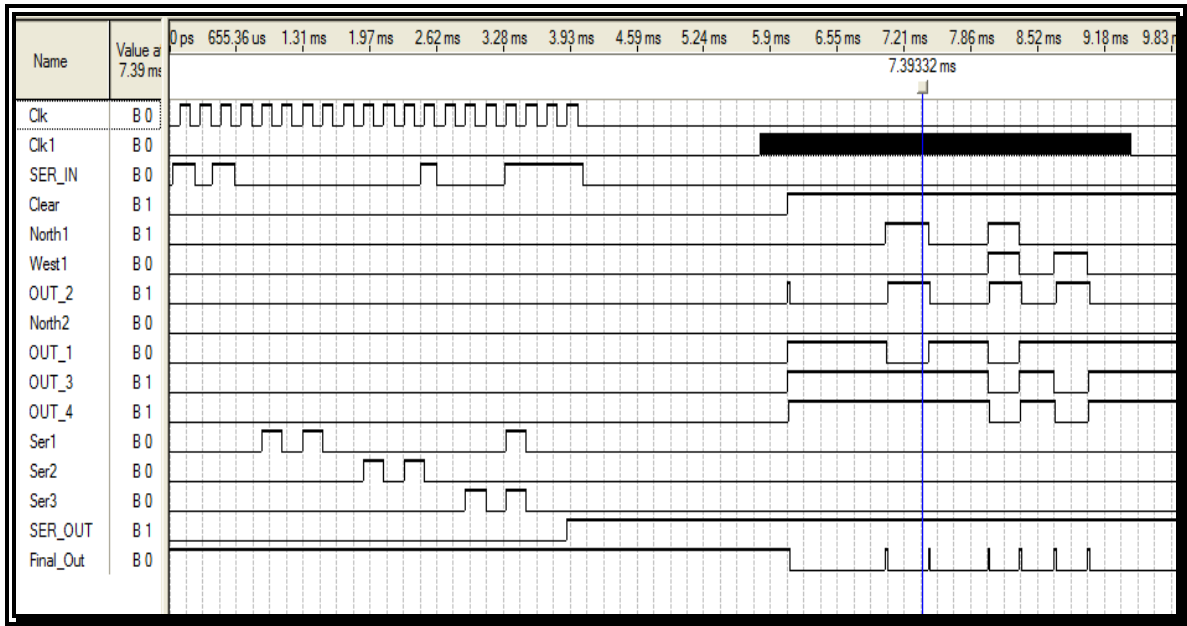 Name Value a 7.39 ms
0 ps 655.36 us 1.31 ms 1.97 ms 2.62 ms 3.28 ms 3.93 ms 4.59 ms 5.24 ms 5.9 ms 6.55 ms 7.21 ms 7.86 ms 8.52 ms 9.18 ms 9.83
7.39332 ms
Clk B 0
Clk1 B 0
SER_IN B 0
Clear B 1
North1 B 1
West1 B 0
OUT_2 B 1
North2 B 0
OUT_1 B 0
OUT_3 B 1
OUT_4 B 1
Ser1 B 0
Ser2 B 0
Ser3 B 0
SER_OUT B 1
Final_Out B 0